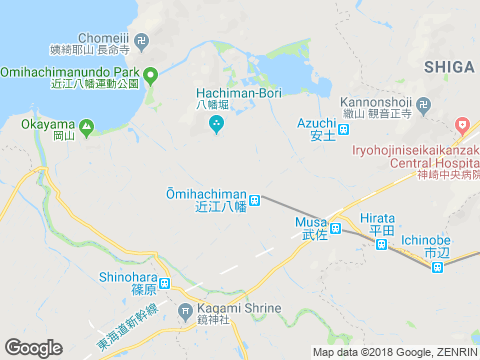 Chomeiji
姨綺耶山 長命寺
Omihachimanundo Park
近江八幡運動公園
SHIGA
Hachiman-Bori
八幡堀
Kannonshoji
繖山 観音正寺
Okayama
岡山
Azuchi
安土
Iryohojiniseikaikanzak
Central Hospital
神崎中央病院
Ōmihachiman
近江八幡
Musa
武佐
Hirata
平田
Ichinobe
市辺
Shinohara
篠原
Kagami Shrine
鏡神社
東海道新幹線
Google
Map data ©2018 Google, ZENRIN